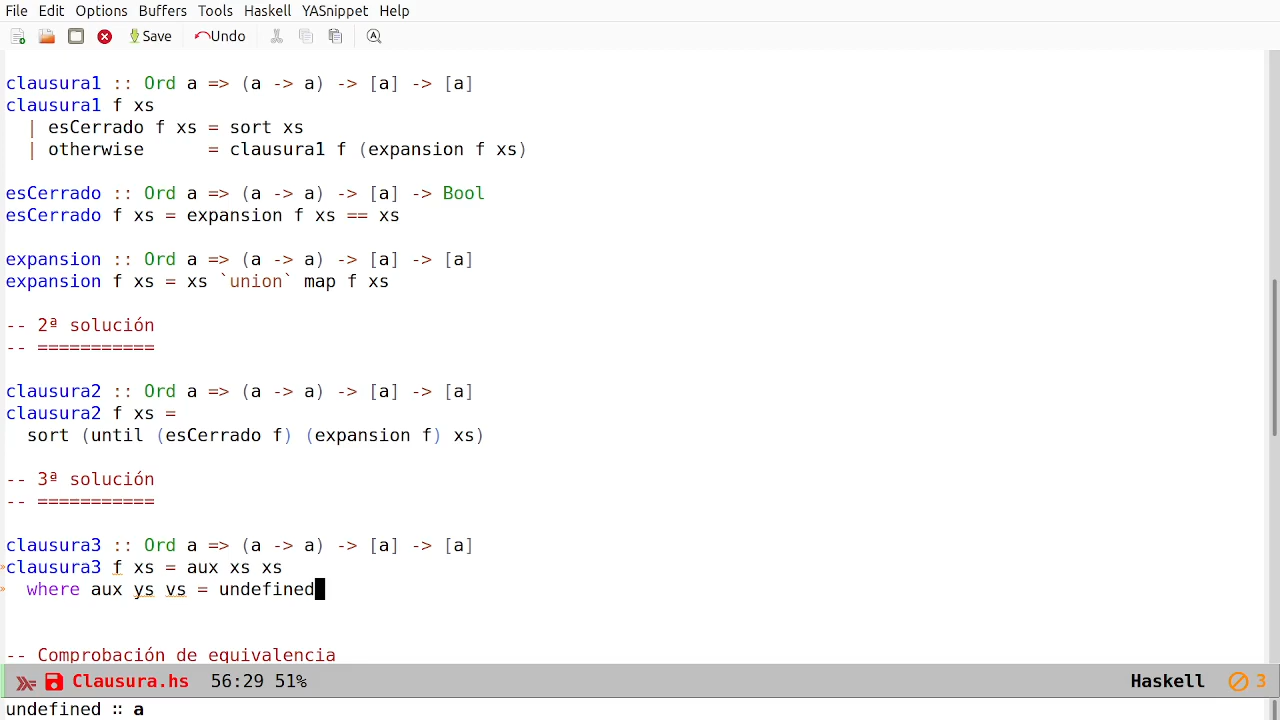 File Edit Options Buffers Tools Haskell YASnippet Help
Save Undo
clausura1 :: Ord a => (a -> a) -> [a] -> [a]
clausura1 f xs
  | esCerrado f xs = sort xs
  | otherwise      = clausura1 f (expansion f xs)
esCerrado :: Ord a => (a -> a) -> [a] -> Bool
esCerrado f xs = expansion f xs == xs
expansion :: Ord a => (a -> a) -> [a] -> [a]
expansion f xs = xs `union` map f xs
-- 2ª solución
-- ===========
clausura2 :: Ord a => (a -> a) -> [a] -> [a]
clausura2 f xs =
  sort (until (esCerrado f) (expansion f) xs)
-- 3ª solución
-- ===========
clausura3 :: Ord a => (a -> a) -> [a] -> [a]
clausura3 f xs = aux xs xs
  where aux ys vs = undefined
-- Comprobación de equivalencia
Clausura.hs 56:29 51% Haskell 3
undefined :: a